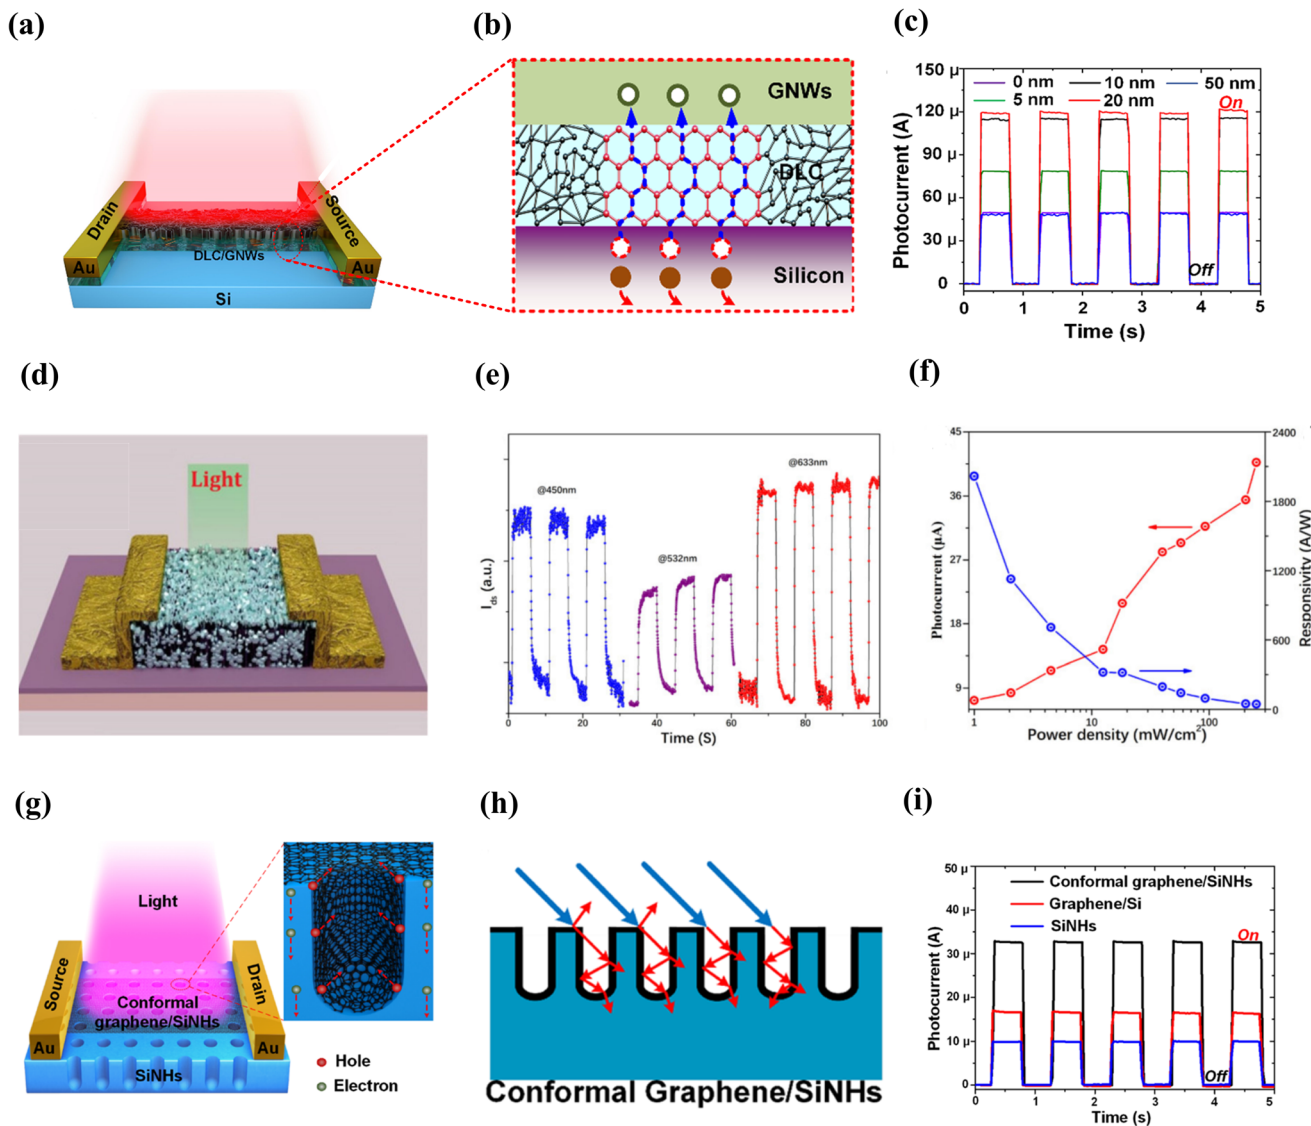 (a)
Drain
Source
Au
Au
DLC/GNWs
Si
(b)
GNWs
DLC
Silicon
(c)
150 μ
120 μ
90 μ
60 μ
30 μ
0
Photocurrent (A)
0 nm
10 nm
50 nm
5 nm
20 nm
On
Off
0
1
2
3
4
5
Time (s)
(d)
Light
(e)
@450nm
@532nm
@633nm
I_ds (a.u.)
0
20
40
60
80
100
Time (S)
(f)
45
36
27
18
9
Photocurrent (μA)
2400
1800
1200
600
0
Responsivity (A/W)
1
10
100
Power density (mW/cm²)
(g)
Light
Source
Drain
Conformal
graphene/SiNHs
Au
Au
SiNHs
Hole
Electron
(h)
Conformal Graphene/SiNHs
(i)
50 μ
40 μ
30 μ
20 μ
10 μ
0
Photocurrent (A)
Conformal graphene/SiNHs
Graphene/Si
SiNHs
On
Off
0
1
2
3
4
5
Time (s)